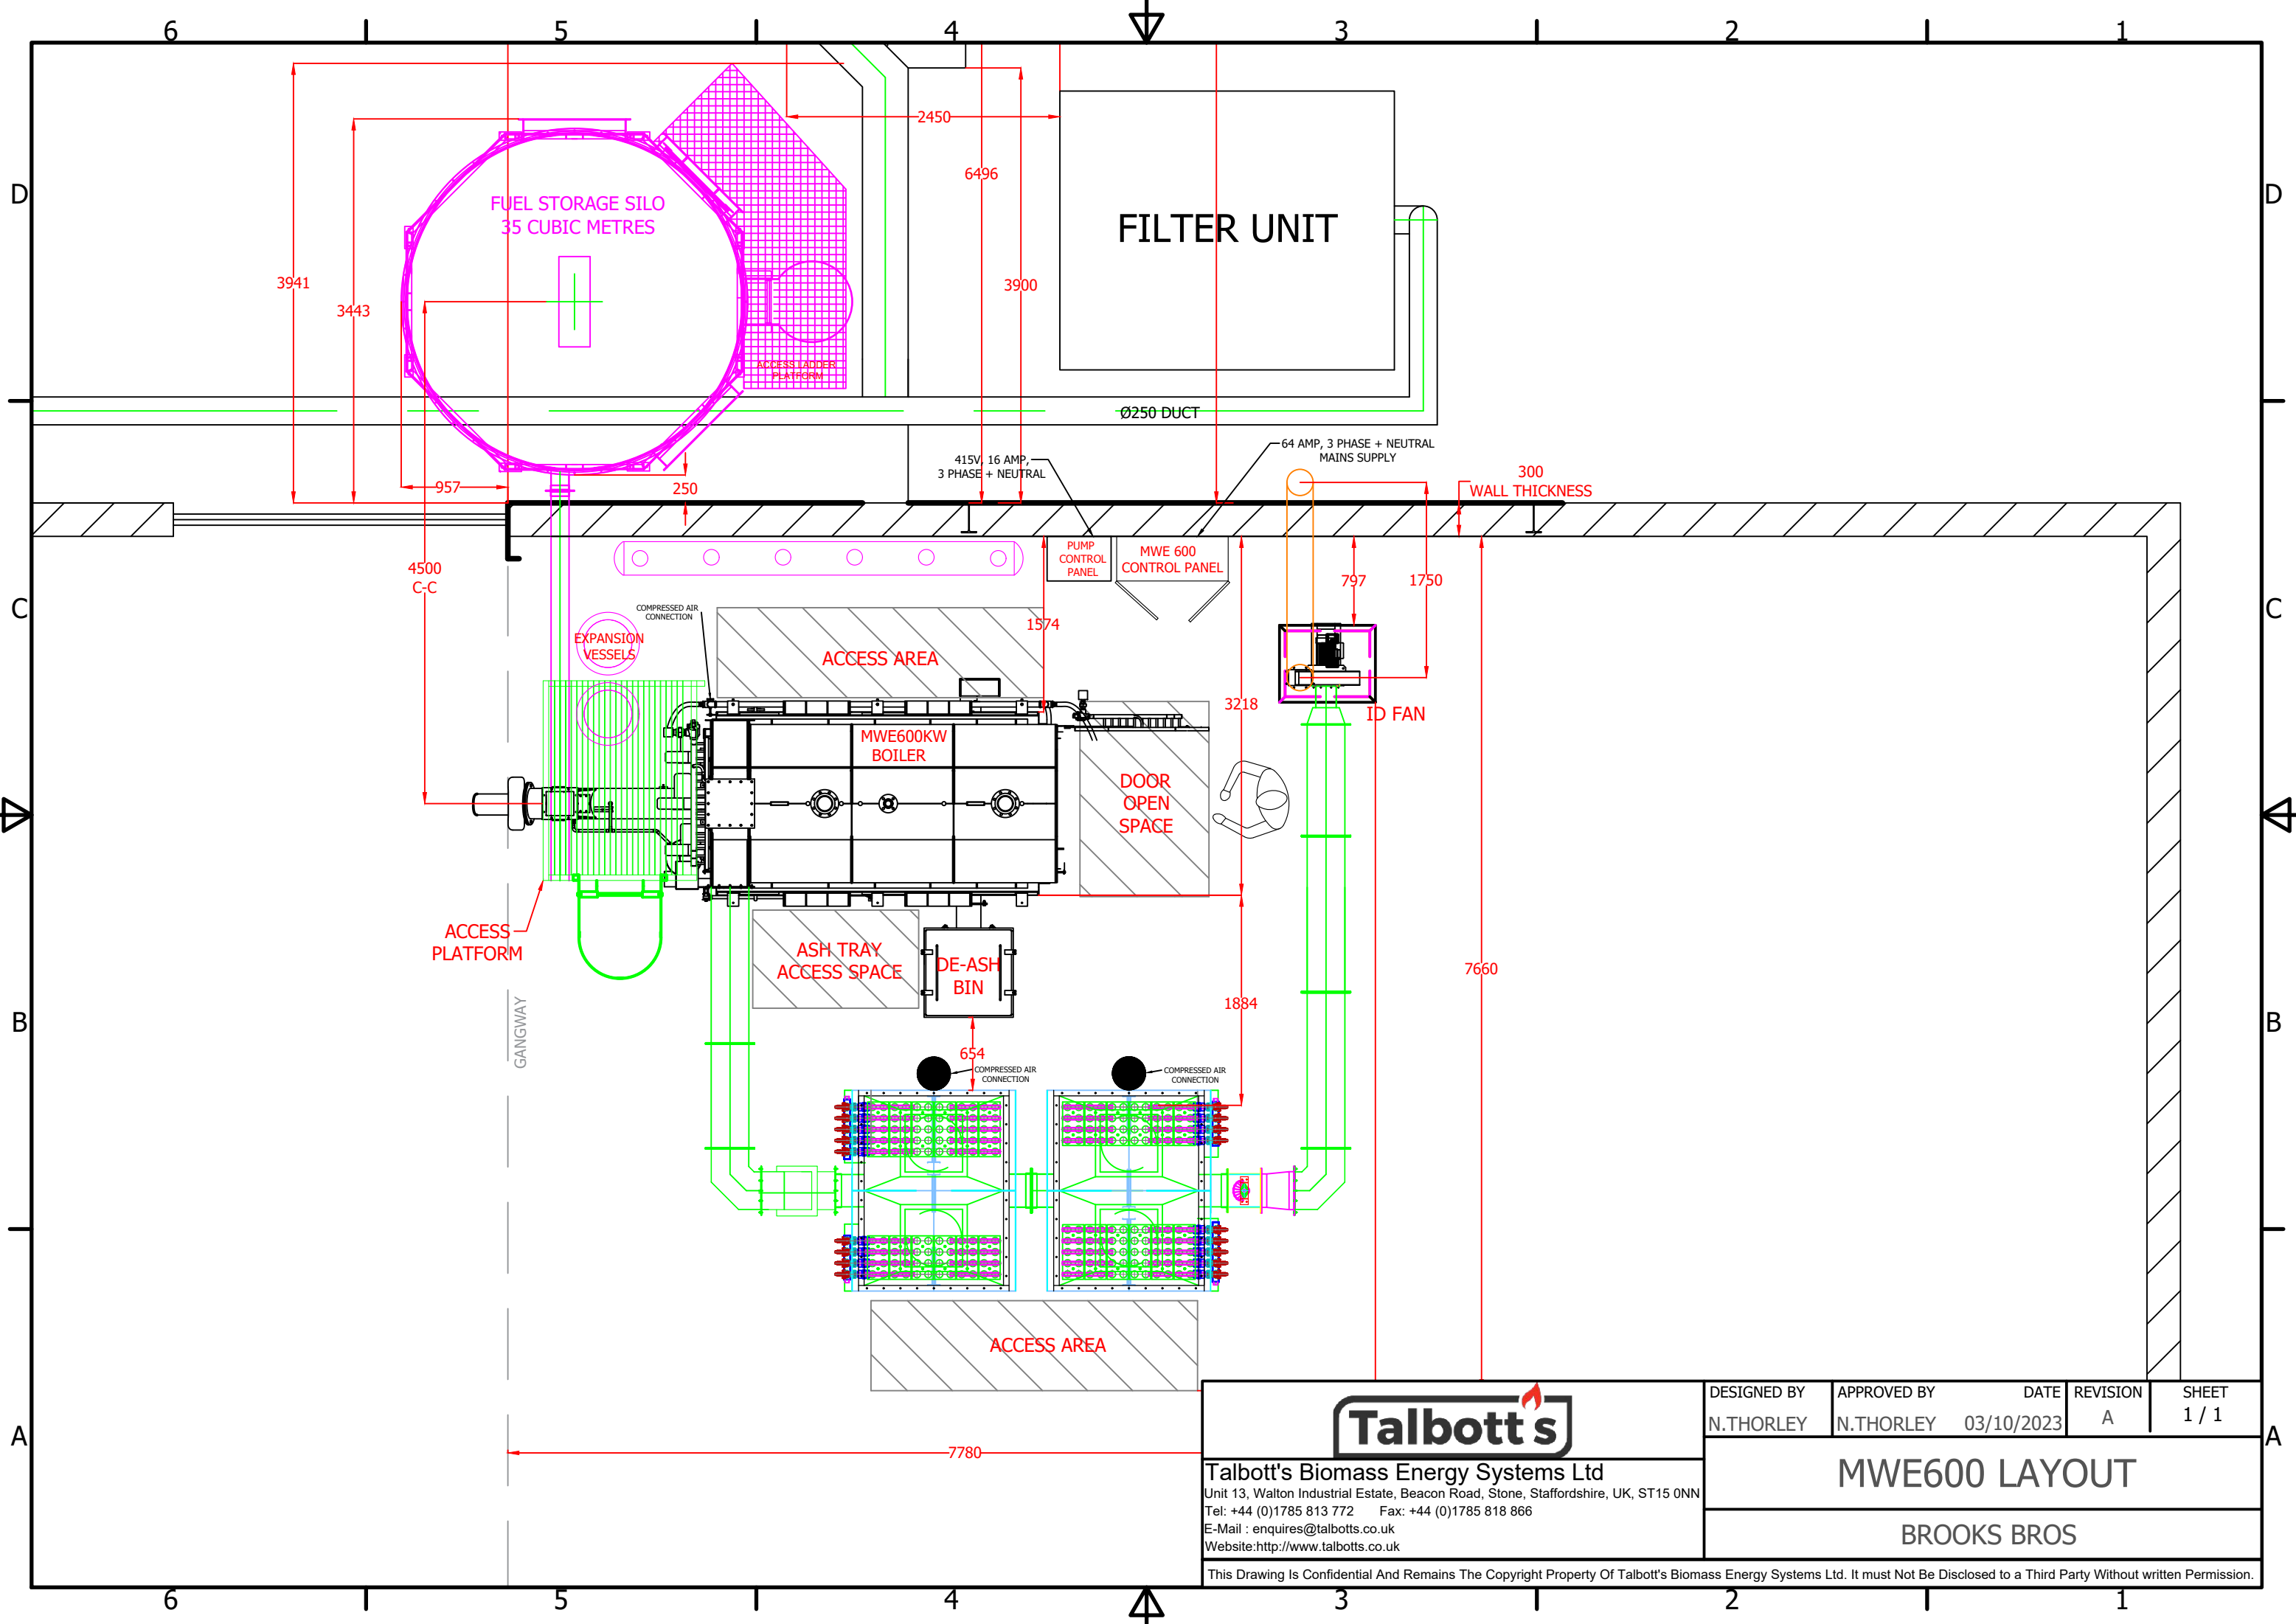 6
5
4
3
2
1
D
D
C
C
B
B
A
A
2450
6496
3900
3941
3443
FUEL STORAGE SILO
35 CUBIC METRES
FILTER UNIT
ACCESS LADDER
PLATFORM
Ø250 DUCT
415V, 16 AMP,
3 PHASE + NEUTRAL
64 AMP, 3 PHASE + NEUTRAL
MAINS SUPPLY
957
250
300
WALL THICKNESS
4500
C-C
PUMP
CONTROL
PANEL
MWE 600
CONTROL PANEL
797
1750
COMPRESSED AIR
CONNECTION
EXPANSION
VESSELS
ACCESS AREA
1574
3218
ID FAN
MWE600KW
BOILER
DOOR
OPEN
SPACE
ACCESS
PLATFORM
ASH TRAY
ACCESS SPACE
DE-ASH
BIN
7660
1884
GANGWAY
654
COMPRESSED AIR
CONNECTION
COMPRESSED AIR
CONNECTION
ACCESS AREA
7780
Talbott's
Talbott's Biomass Energy Systems Ltd
Unit 13, Walton Industrial Estate, Beacon Road, Stone, Staffordshire, UK, ST15 0NN
Tel: +44 (0)1785 813 772 Fax: +44 (0)1785 818 866
E-Mail : enquires@talbotts.co.uk
Website:http://www.talbotts.co.uk
DESIGNED BY
N.THORLEY
APPROVED BY
N.THORLEY
DATE
03/10/2023
REVISION
A
SHEET
1 / 1
MWE600 LAYOUT
BROOKS BROS
This Drawing Is Confidential And Remains The Copyright Property Of Talbott's Biomass Energy Systems Ltd. It must Not Be Disclosed to a Third Party Without written Permission.
6
5
4
3
2
1